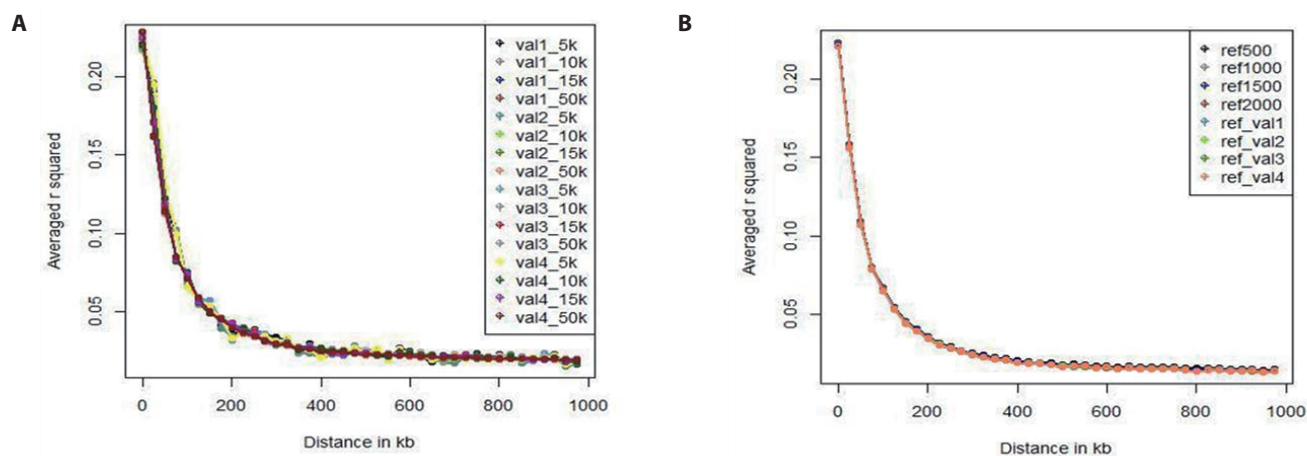 A
Averaged r squared
0.20
0.15
0.10
0.05
0 200 400 600 800 1000
Distance in kb
val1_5k
val1_10k
val1_15k
val1_50k
val2_5k
val2_10k
val2_15k
val2_50k
val3_5k
val3_10k
val3_15k
val3_50k
val4_5k
val4_10k
val4_15k
val4_50k
B
Averaged r squared
0.20
0.15
0.10
0.05
0 200 400 600 800 1000
Distance in kb
ref500
ref1000
ref1500
ref2000
ref_val1
ref_val2
ref_val3
ref_val4